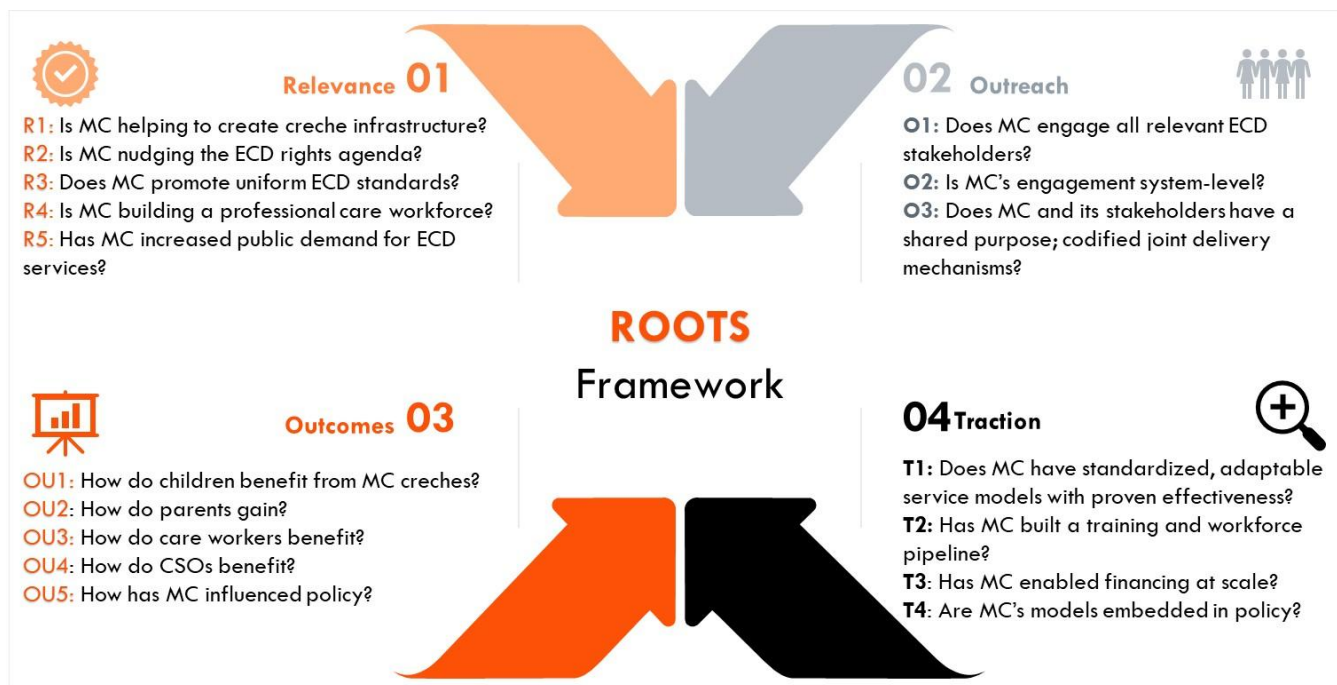 Relevance 01
R1: Is MC helping to create creche infrastructure?
R2: Is MC nudging the ECD rights agenda?
R3: Does MC promote uniform ECD standards?
R4: Is MC building a professional care workforce?
R5: Has MC increased public demand for ECD
services?
02 Outreach
O1: Does MC engage all relevant ECD
stakeholders?
O2: Is MC's engagement system-level?
O3: Does MC and its stakeholders have a
shared purpose; codified joint delivery
mechanisms?
ROOTS
Framework
Outcomes 03
OU1: How do children benefit from MC creches?
OU2: How do parents gain?
OU3: How do care workers benefit?
OU4: How do CSOs benefit?
OU5: How has MC influenced policy?
04 Traction
T1: Does MC have standardized, adaptable
service models with proven effectiveness?
T2: Has MC built a training and workforce
pipeline?
T3: Has MC enabled financing at scale?
T4: Are MC's models embedded in policy?